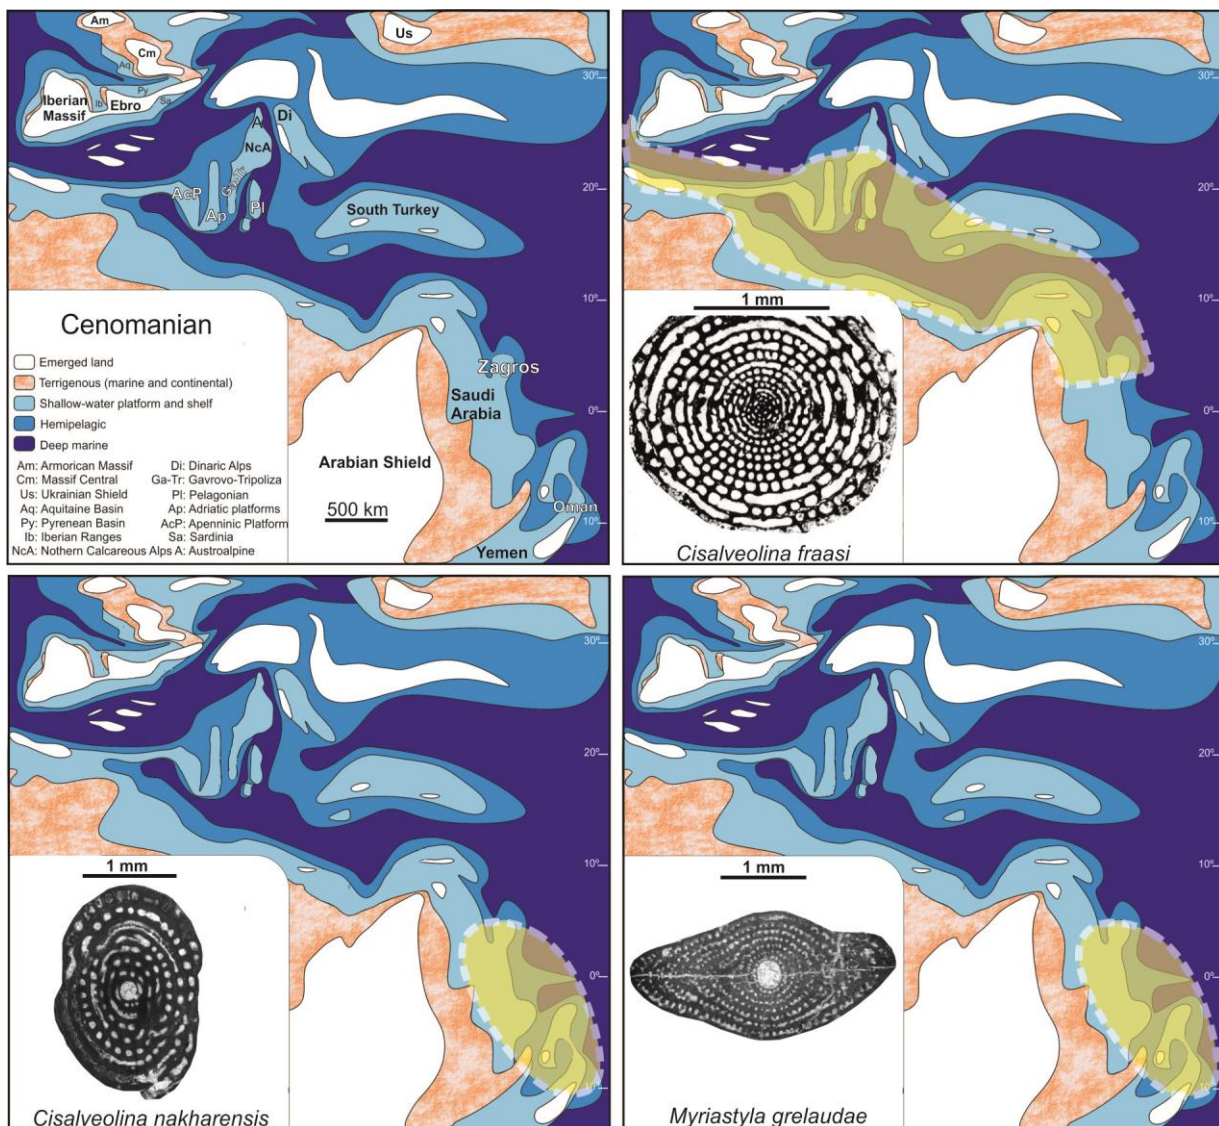 Am
Us
Cm
Aq
30º
Py
Iberian
Massif
Ib
Ebro
Sa
A
Di
NcA
AcP
Ap
Pl
South Turkey
20º
10º
Cenomanian
Emerged land
Terrigenous (marine and continental)
Shallow-water platform and shelf
Hemipelagic
Deep marine
Am: Armorican Massif
Di: Dinaric Alps
Cm: Massif Central
Ga-Tr: Gavrovo-Tripoliza
Us: Ukrainian Shield
Pl: Pelagonian
Aq: Aquitaine Basin
Ap: Adriatic platforms
Py: Pyrenean Basin
AcP: Apenninic Platform
Ib: Iberian Ranges
Sa: Sardinia
NcA: Nothern Calcareous Alps A: Austroalpine
Zagros
Saudi
Arabia
0º
Arabian Shield
500 km
Oman
10º
Yemen
30º
20º
10º
1 mm
0º
10º
Cisalveolina fraasi
30º
20º
10º
1 mm
0º
10º
Cisalveolina nakharensis
30º
20º
10º
1 mm
0º
10º
Myriastyla grelaudae